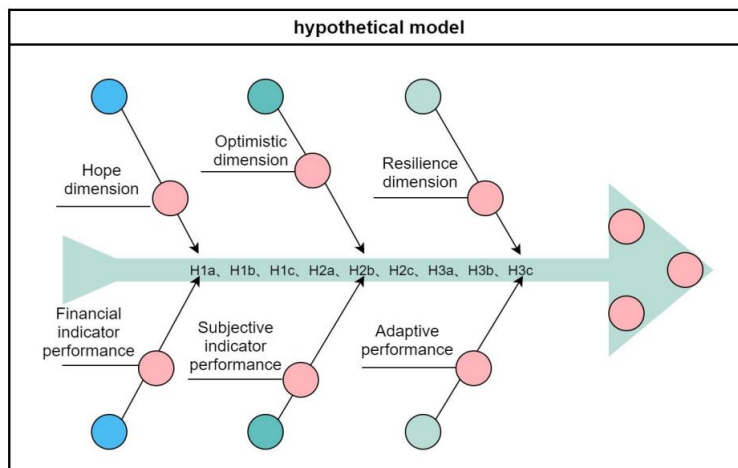 hypothetical model
Hope
dimension
Optimistic
dimension
Resilience
dimension
H1a、H1b、H1c、H2a、H2b、H2c、H3a、H3b、H3c
Financial
indicator
performance
Subjective
indicator
performance
Adaptive
performance